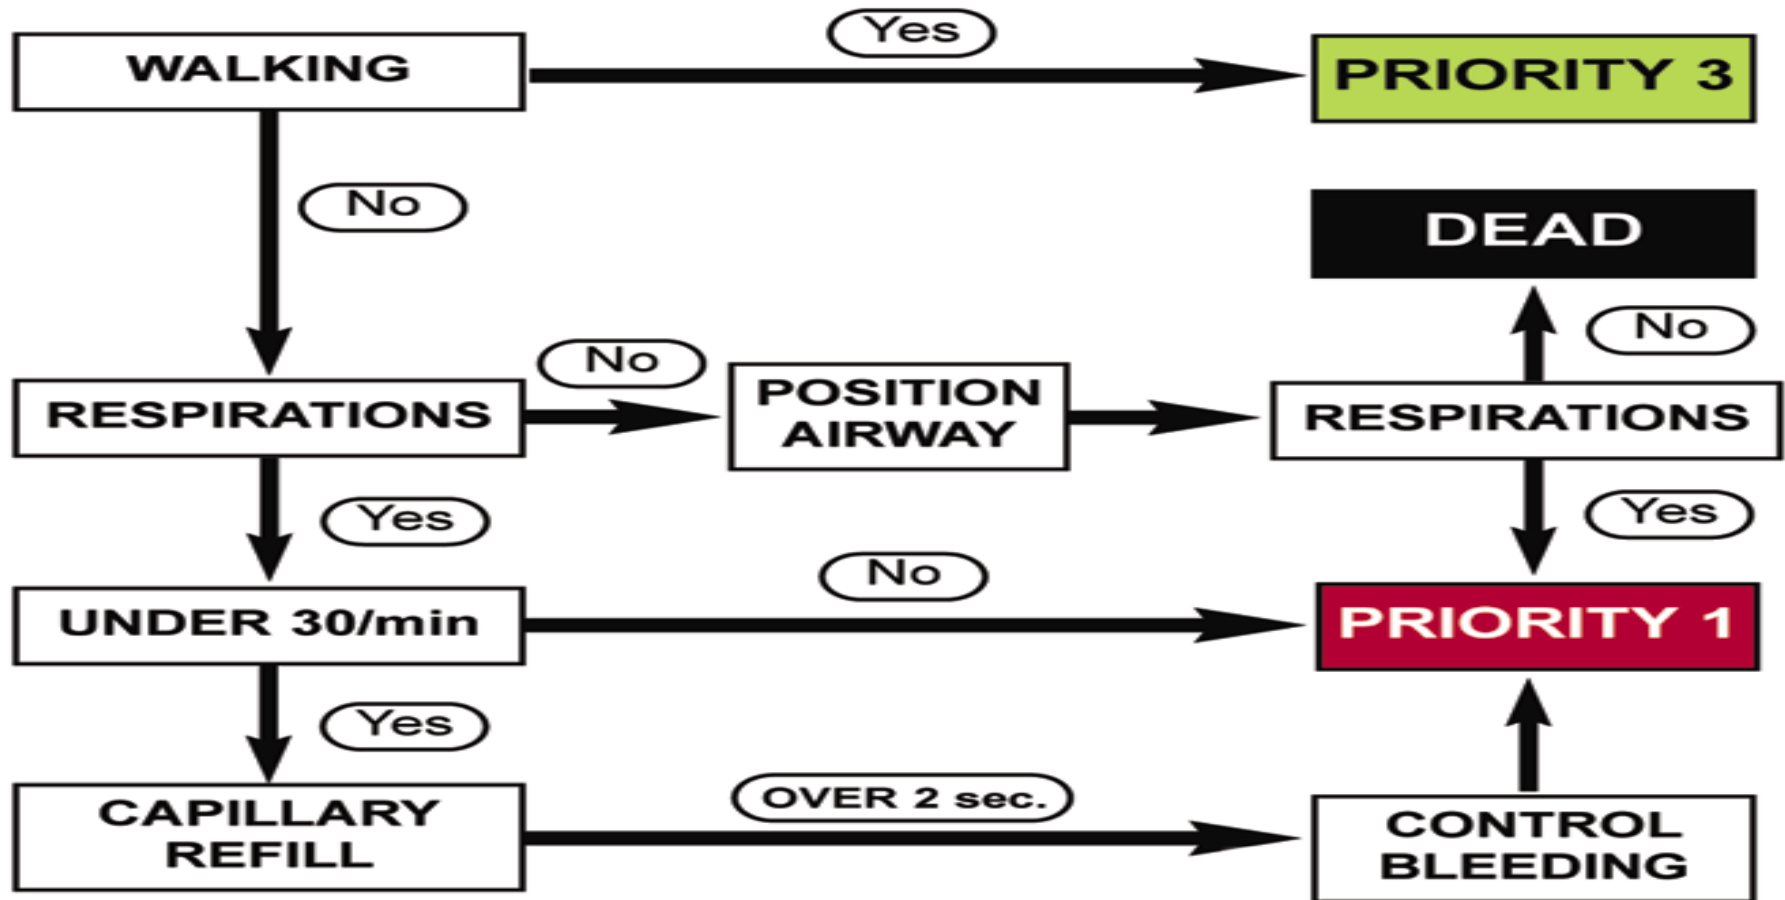 WALKING
Yes
PRIORITY 3
No
DEAD
No
RESPIRATIONS
No
POSITION
AIRWAY
RESPIRATIONS
Yes
Yes
UNDER 30/min
No
PRIORITY 1
Yes
CAPILLARY
REFILL
OVER 2 sec.
CONTROL
BLEEDING